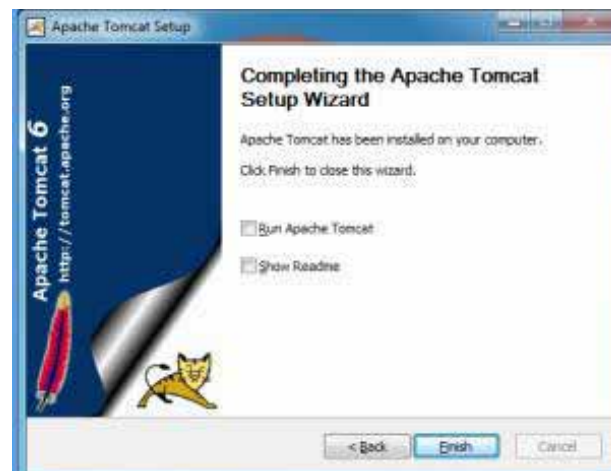 Apache Tomcat Setup
Apache Tomcat 6
http://tomcat.apache.org
Completing the Apache Tomcat
Setup Wizard
Apache Tomcat has been installed on your computer.
Click Finish to close this wizard.
Run Apache Tomcat
Show Readme
< Back
Finish
Cancel